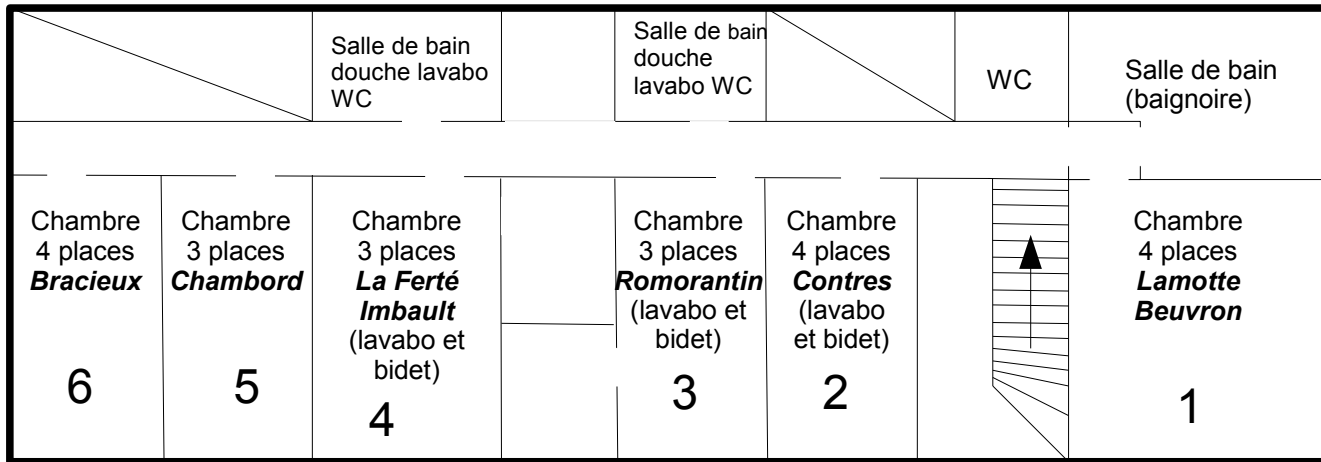 Salle de bain
douche lavabo
WC
Salle de bain
douche
lavabo WC
WC
Salle de bain
(baignoire)
Chambre
4 places
Bracieux
6
Chambre
3 places
Chambord
5
Chambre
3 places
La Ferté
Imbault
(lavabo et
bidet)
4
Chambre
3 places
Romorantin
(lavabo et
bidet)
3
Chambre
4 places
Contres
(lavabo
et bidet)
2
Chambre
4 places
Lamotte
Beuvron
1